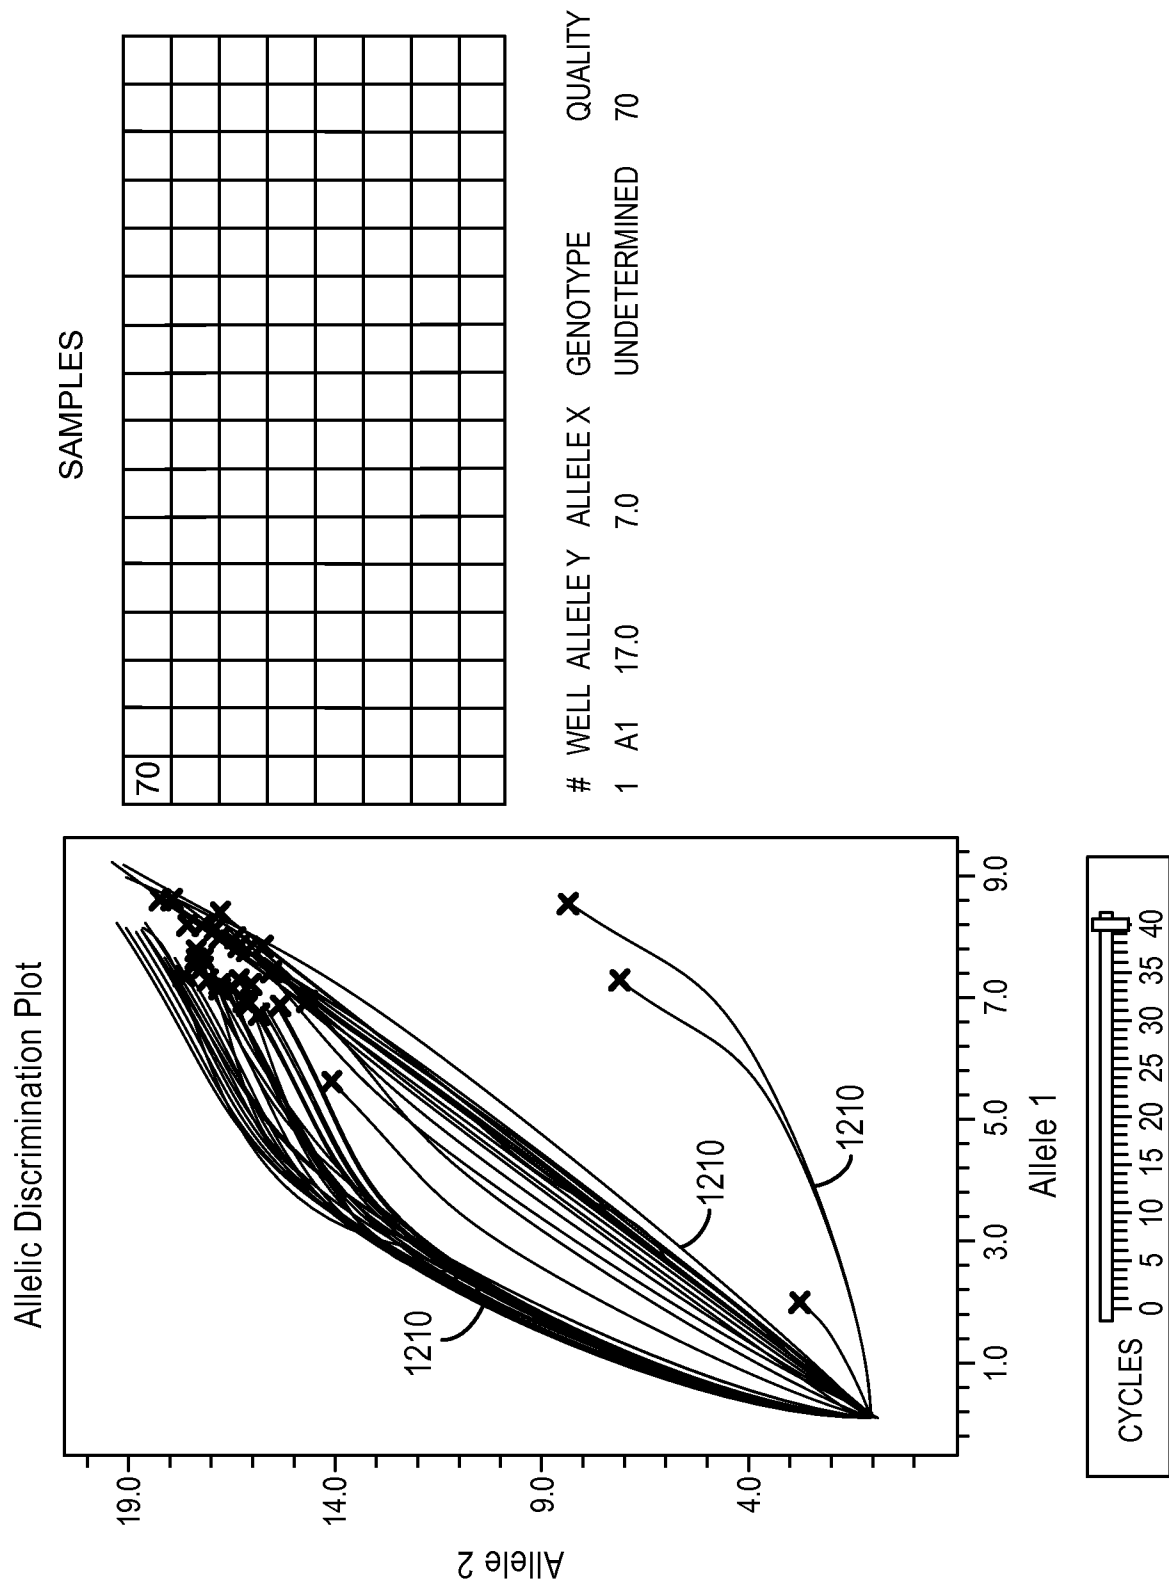 Allelic Discrimination Plot
Allele 2
19.0
14.0
9.0
4.0
1210
1210
1210
1.0 3.0 5.0 7.0 9.0
Allele 1
CYCLES
0 5 10 15 20 25 30 35 40
SAMPLES
70
# WELL ALLELE Y ALLELE X GENOTYPE QUALITY
1 A1 17.0 7.0 UNDETERMINED 70